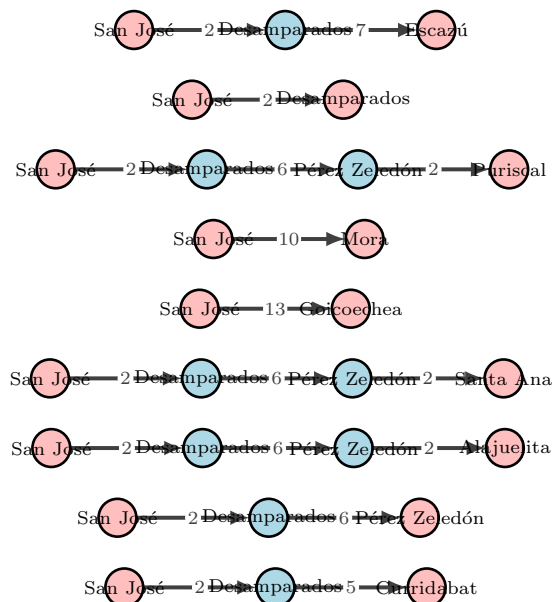 San José 2 Desamparados 7 Escazú
San José 2 Desamparados
San José 2 Desamparados 6 Pérez Zeledón 2 Puriscal
San José 10 Mora
San José 13 Goicoechea
San José 2 Desamparados 6 Pérez Zeledón 2 Santa Ana
San José 2 Desamparados 6 Pérez Zeledón 2 Alajuelita
San José 2 Desamparados 6 Pérez Zeledón
San José 2 Desamparados 5 Curridabat